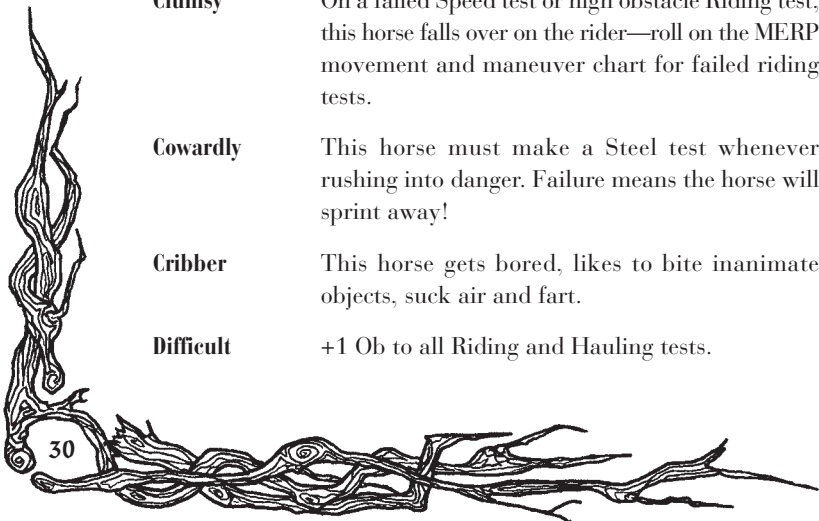 Clumsy On a failed Speed test or high obstacle Riding test,
this horse falls over on the rider—roll on the MERP
movement and maneuver chart for failed riding
tests.
Cowardly This horse must make a Steel test whenever
rushing into danger. Failure means the horse will
sprint away!
Cribber This horse gets bored, likes to bite inanimate
objects, suck air and fart.
Difficult +1 Ob to all Riding and Hauling tests.
30